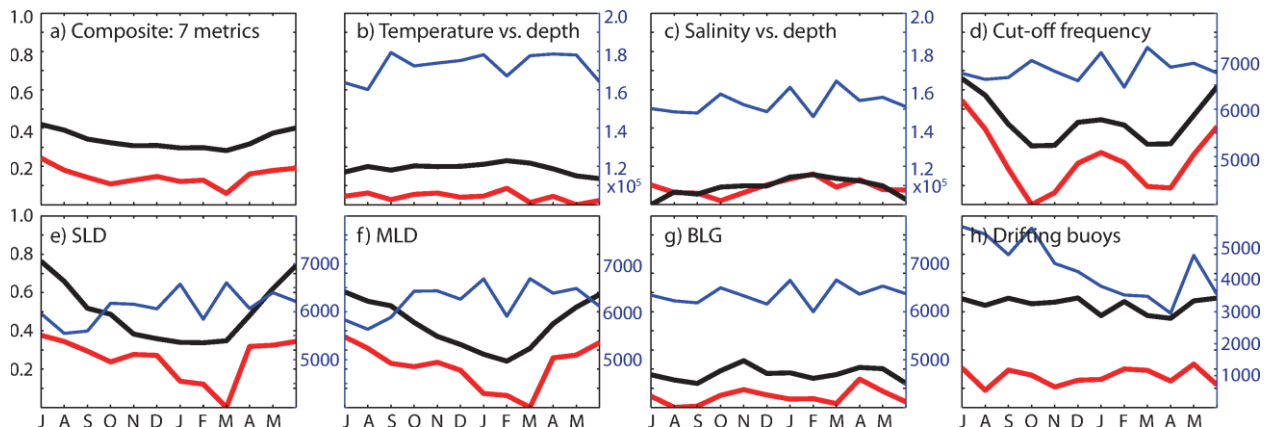 1.0
0.8
0.6
0.4
0.2
a) Composite: 7 metrics
b) Temperature vs. depth
2.0
1.8
1.6
1.4
1.2
x10⁵
c) Salinity vs. depth
2.0
1.8
1.6
1.4
1.2
x10⁵
d) Cut-off frequency
7000
6000
5000
1.0
0.8
0.6
0.4
0.2
e) SLD
7000
6000
5000
f) MLD
7000
6000
5000
g) BLG
7000
6000
5000
h) Drifting buoys
5000
4000
3000
2000
1000
J A S O N D J F M A M
J A S O N D J F M A M
J A S O N D J F M A M
J A S O N D J F M A M